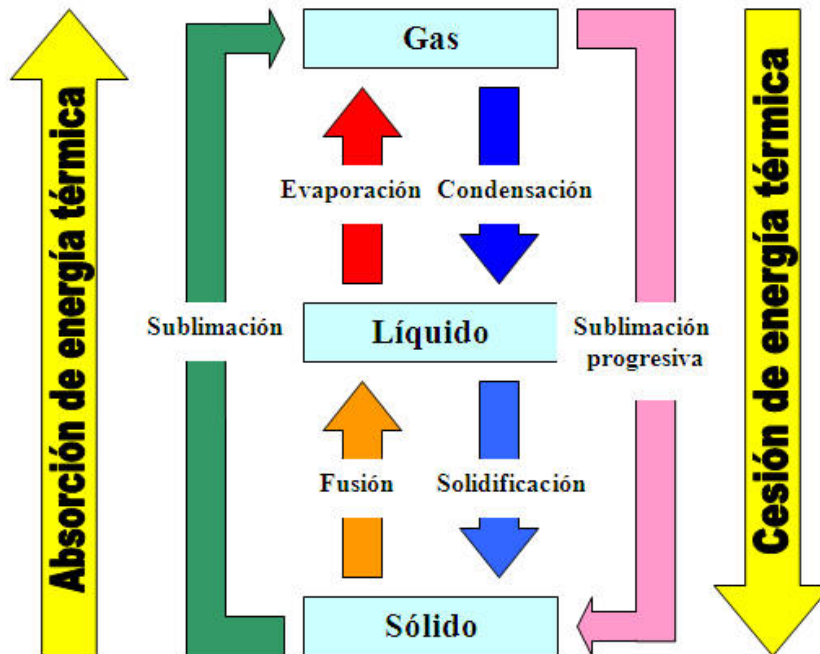 Gas
Absorción de energía térmica
Cesión de energía térmica
Evaporación
Condensación
Sublimación
Líquido
Sublimación
progresiva
Fusión
Solidificación
Sólido